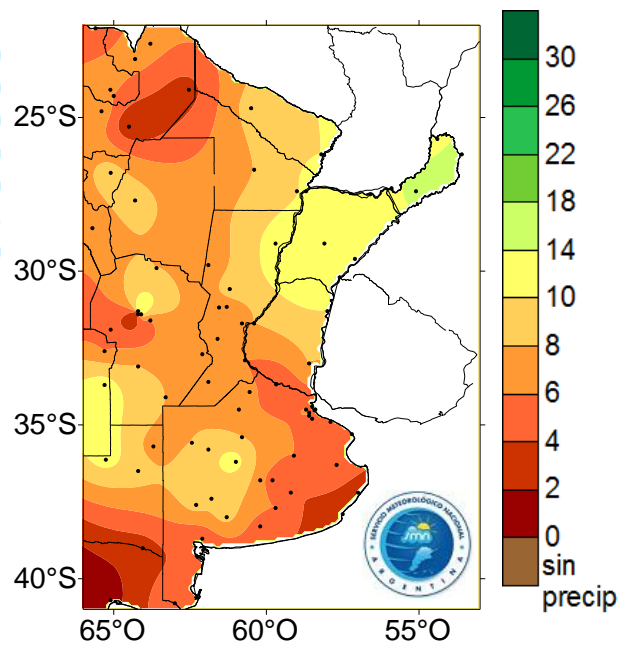 30
26
22
18
14
10
8
6
4
2
0
sin
precip
25°S
30°S
35°S
40°S
65°O
60°O
55°O
SERVICIO METEOROLÓGICO NACIONAL
smn
ARGENTINA